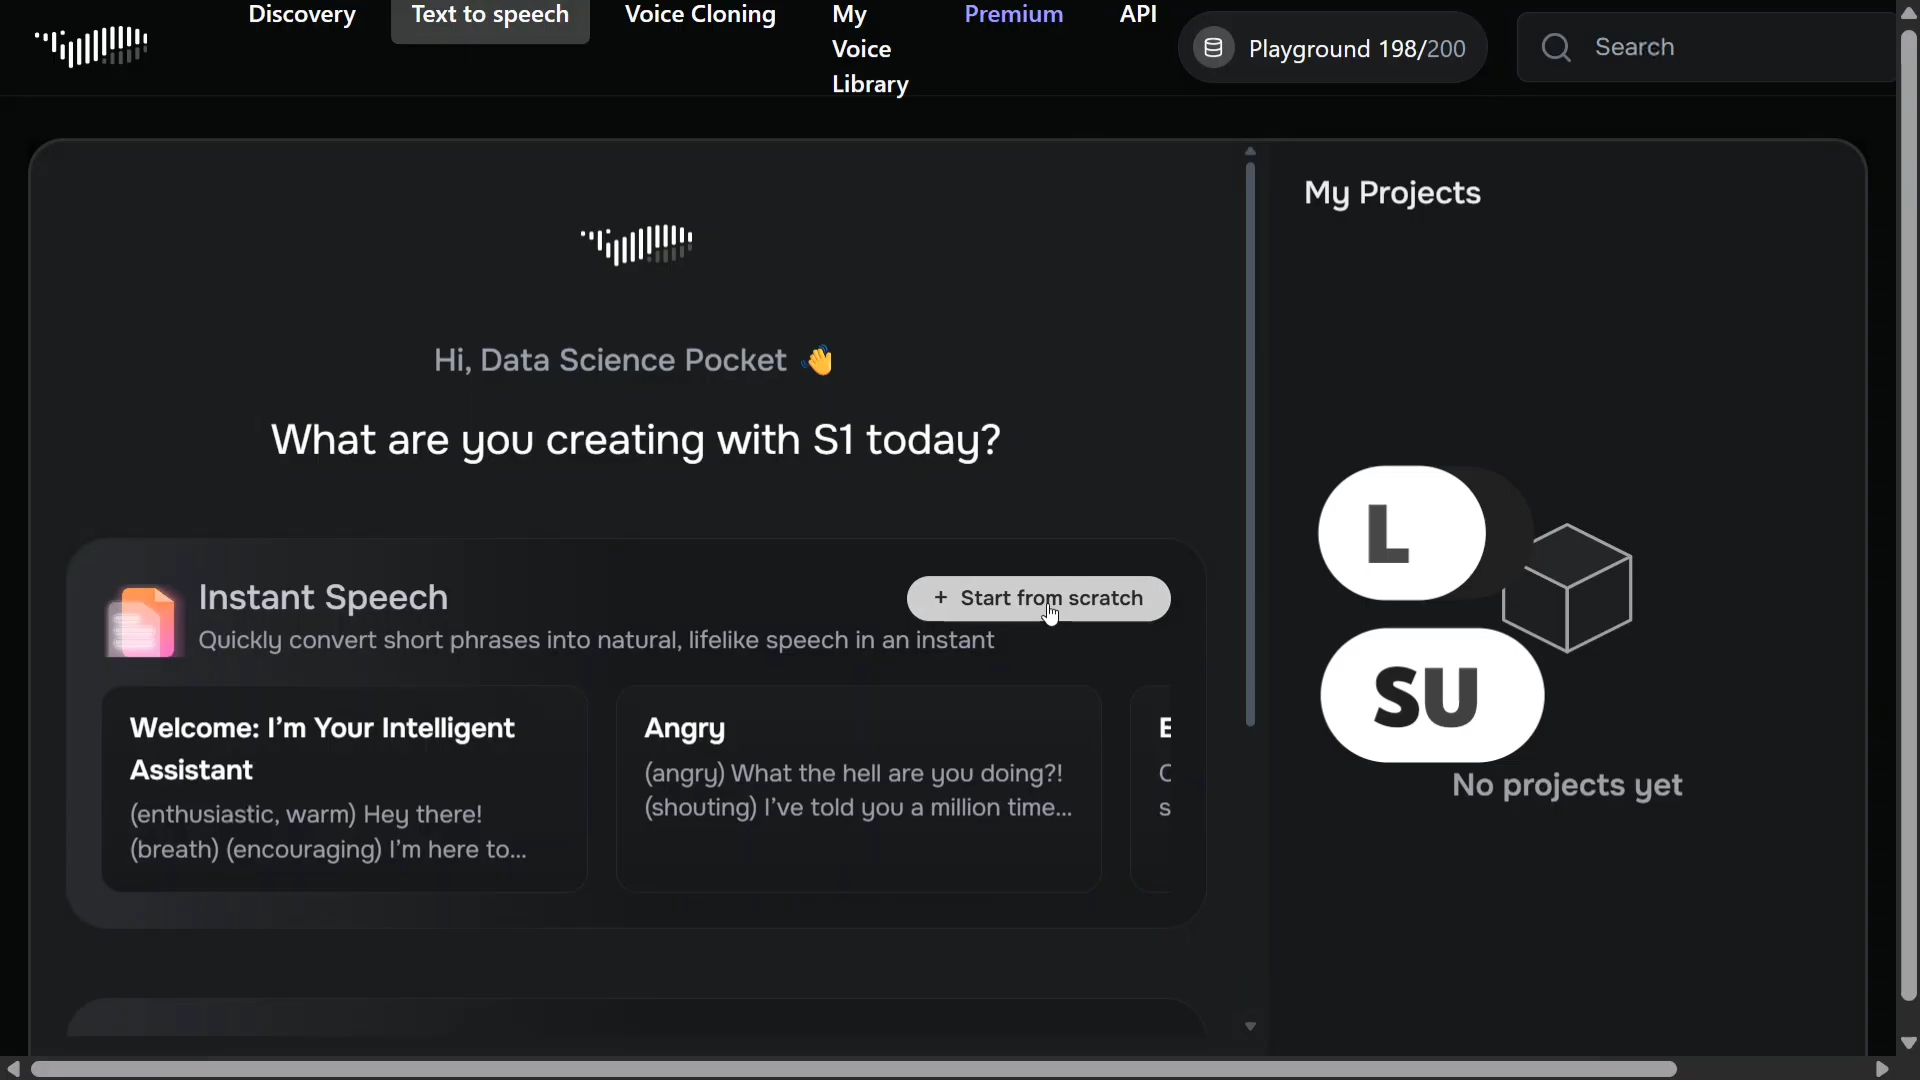 Discovery
Text to speech
Voice Cloning
My
Voice
Library
Premium
API
Playground 198/200
Search
My Projects
Hi, Data Science Pocket 👋
What are you creating with S1 today?
Instant Speech
+ Start from scratch
Quickly convert short phrases into natural, lifelike speech in an instant
Welcome: I'm Your Intelligent
Assistant
(enthusiastic, warm) Hey there!
(breath) (encouraging) I'm here to...
Angry
(angry) What the hell are you doing?!
(shouting) I've told you a million time...
L
SU
No projects yet